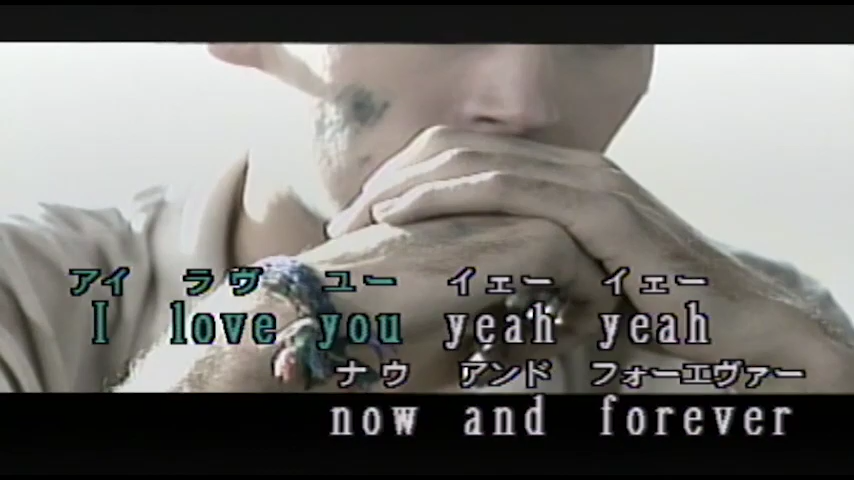 アイ ラヴ ユー イェー イェー
I love you yeah yeah
ナウ アンド フォーエヴァー
now and forever